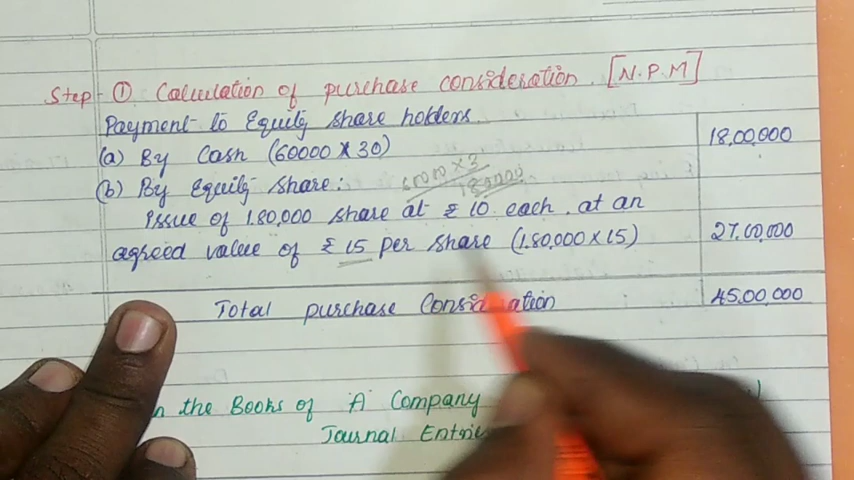 Step - ① Calculation of purchase consideration. [N.P.M]
Payment to Equity share holders.
(a) By Cash (60000 × 30) 18,00,000
(b) By Equity share: 60000 × 3
180000
Issue of 1,80,000 share at ₹ 10 each, at an
agreed value of ₹ 15 per share (1,80,000 × 15) 27,00,000
Total purchase Consideration 45,00,000
the Books of A Company
Journal Entries